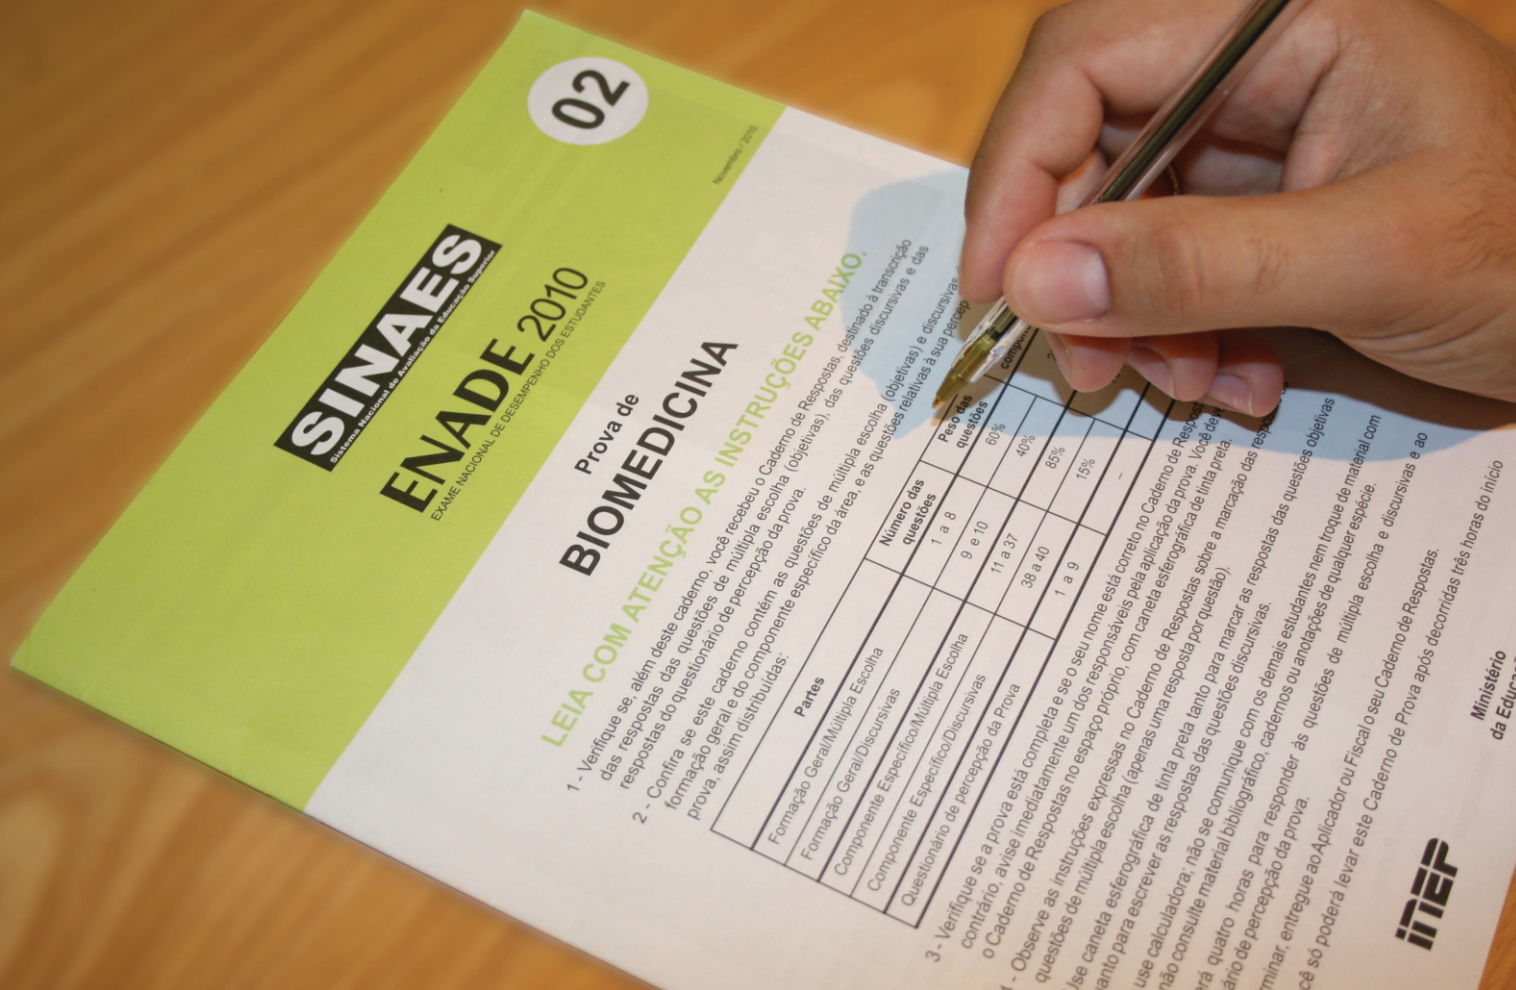 02
Novembro / 2010
SINAES
Sistema Nacional de Avaliação da Educação Superior
ENADE 2010
EXAME NACIONAL DE DESEMPENHO DOS ESTUDANTES
Prova de
BIOMEDICINA
LEIA COM ATENÇÃO AS INSTRUÇÕES ABAIXO.
1 - Verifique se, além deste caderno, você recebeu o Caderno de Respostas, destinado à transcrição
das respostas das questões de múltipla escolha (objetivas), das questões discursivas e das
respostas do questionário de percepção da prova.
2 - Confira se este caderno contém as questões de múltipla escolha (objetivas) e discursivas
formação geral e do componente específico da área, e as questões relativas à sua
prova, assim distribuídas:
Partes Número das questões Peso das questões
Formação Geral/Múltipla Escolha 1 a 8 60%
Formação Geral/Discursivas 9 e 10 40%
Componente Específico/Múltipla Escolha 11 a 37 85%
Componente Específico/Discursivas 38 a 40 15%
Questionário de percepção da Prova 1 a 9 –
3 - Verifique se a prova está completa e se o seu nome está correto no Caderno de
contrário, avise imediatamente um dos responsáveis pela aplicação da prova. Você
o Caderno de Respostas no espaço próprio, com caneta esferográfica de tinta preta.
- Observe as instruções expressas no Caderno de Respostas sobre a marcação das
questões de múltipla escolha (apenas uma resposta por questão).
caneta esferográfica de tinta preta tanto para marcar as respostas das questões objetivas
para escrever as respostas das questões discursivas.
use calculadora; não se comunique com os demais estudantes nem troque de material com
não consulte material bibliográfico, cadernos ou anotações de qualquer espécie.
quatro horas para responder às questões de múltipla escolha e discursivas e ao
de percepção da prova.
entregue ao Aplicador ou Fiscal o seu Caderno de Respostas.
só poderá levar este Caderno de Prova após decorridas três horas do início
Ministério
da
INEP